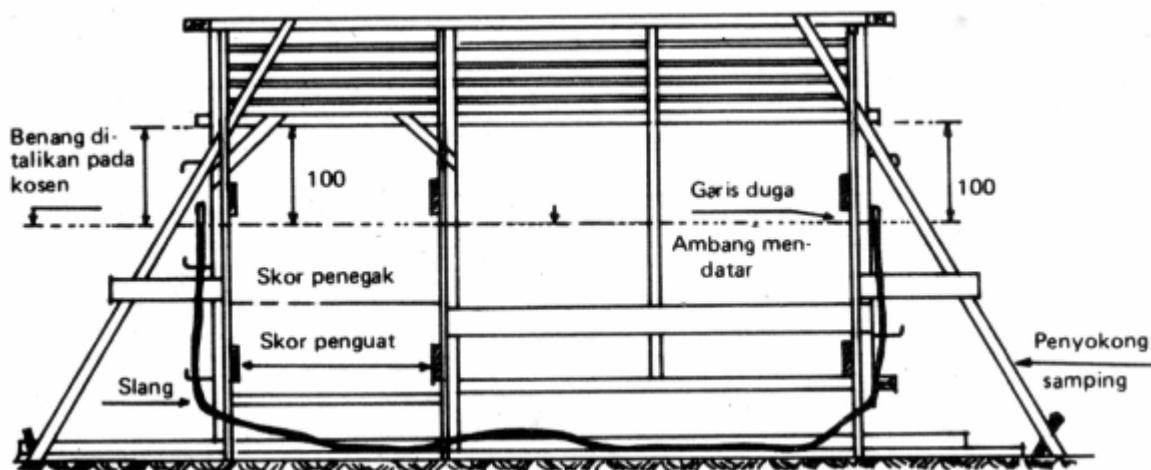 Benang di-
talikan pada
kosen
100
Garis duga
100
Ambang men-
datar
Skor penegak
Skor penguat
Slang
Penyokong
samping